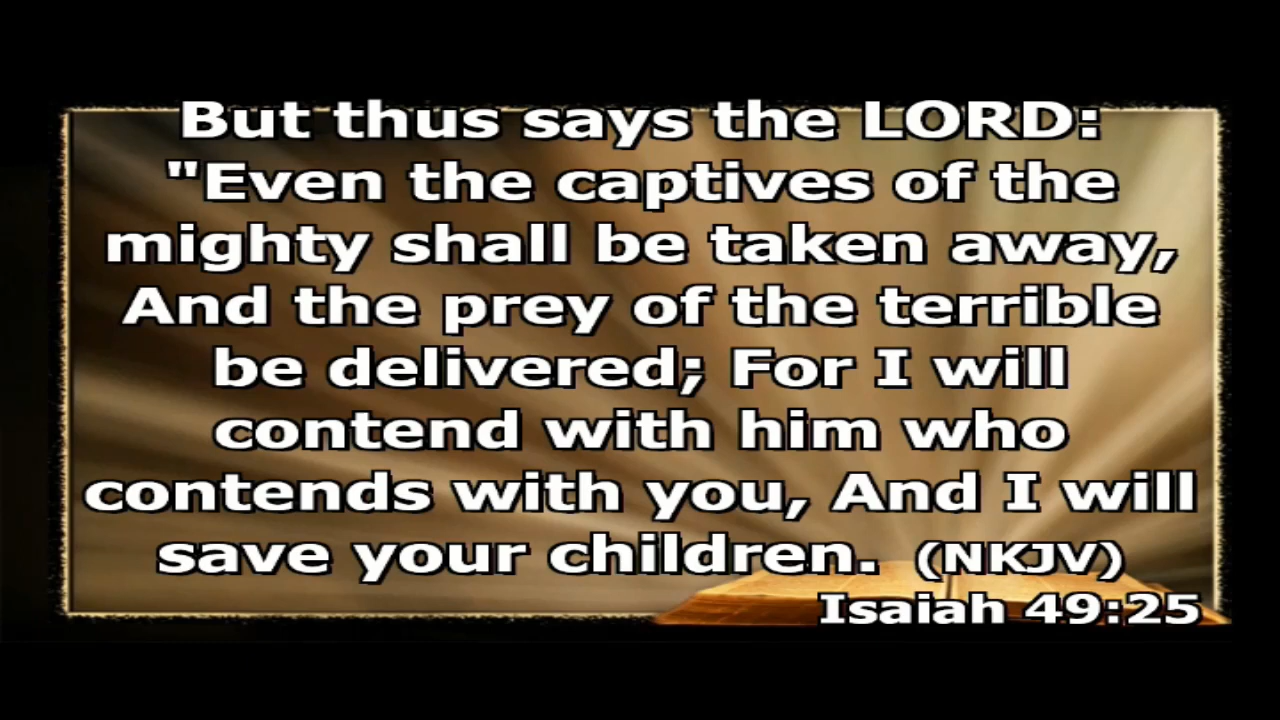 But thus says the LORD:
"Even the captives of the
mighty shall be taken away,
And the prey of the terrible
be delivered; For I will
contend with him who
contends with you, And I will
save your children. (NKJV)
Isaiah 49:25